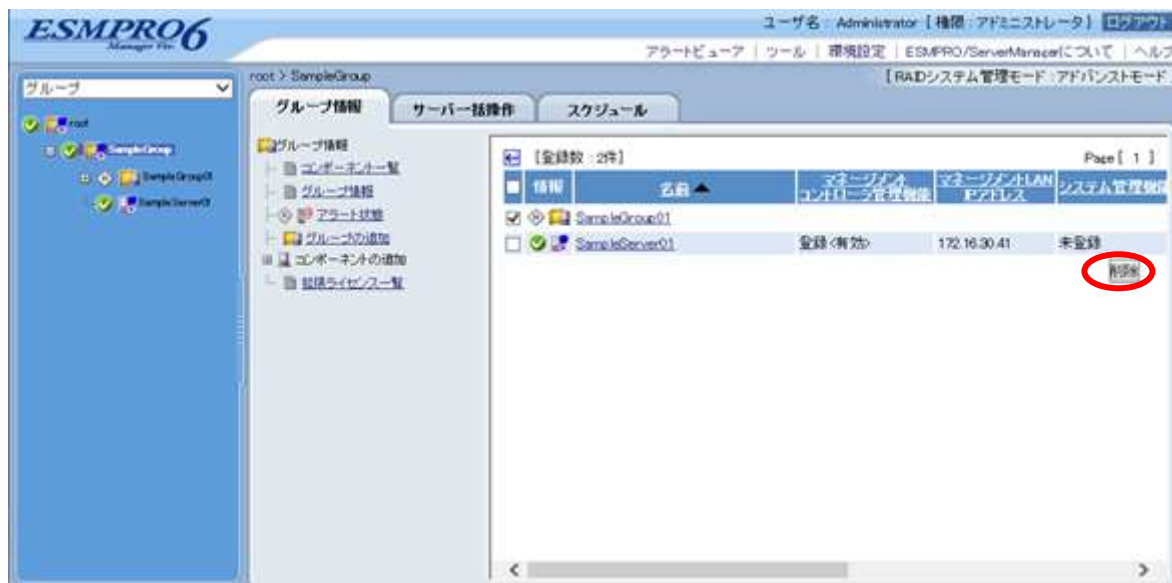 ESMPRO6
Manager Ver.
ユーザ名 : Administrator [ 権限 : アドミニストレータ ] ログアウト
アラートビューア | ツール | 環境設定 | ESMPRO/ServerManagerについて | ヘルプ
グループ
root > SampleGroup
[ RAIDシステム管理モード : アドバンストモード
グループ情報
サーバ一括操作
スケジュール
root
SampleGroup
SampleGroup01
SampleServer01
グループ情報
コンポーネント一覧
グループ情報
アラート状態
グループの追加
コンポーネントの追加
拡張ライセンス一覧
[登録数 : 2件]
Page [ 1 ]
情報
名前▲
マネージメント
コントローラ管理機能
マネージメントLAN
IPアドレス
システム管理機能
SampleGroup01
SampleServer01
登録<有効>
172.16.30.41
未登録
削除